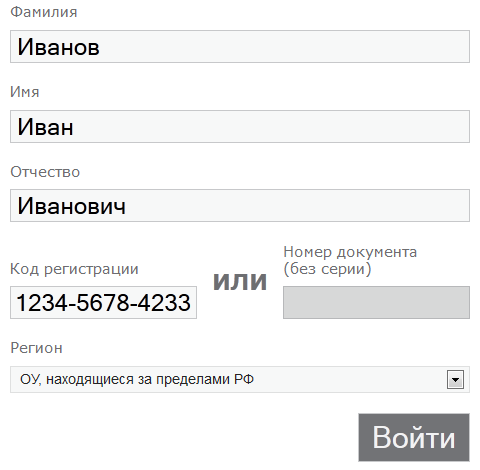 Фамилия
Иванов
Имя
Иван
Отчество
Иванович
Код регистрации
1234-5678-4233
или
Номер документа
(без серии)
Регион
ОУ, находящиеся за пределами РФ
Войти